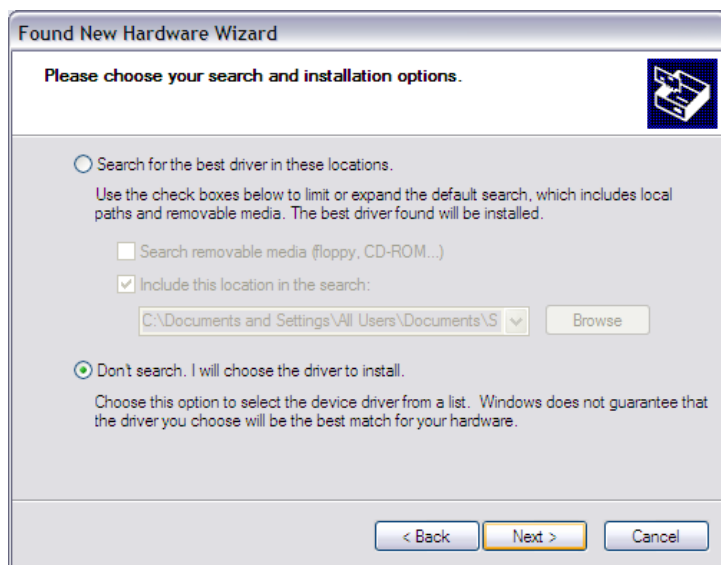 Found New Hardware Wizard
Please choose your search and installation options.
Search for the best driver in these locations.
Use the check boxes below to limit or expand the default search, which includes local
paths and removable media. The best driver found will be installed.
Search removable media (floppy, CD-ROM...)
Include this location in the search:
C:\Documents and Settings\All Users\Documents\S
Browse
Don't search. I will choose the driver to install.
Choose this option to select the device driver from a list. Windows does not guarantee that
the driver you choose will be the best match for your hardware.
< Back
Next >
Cancel